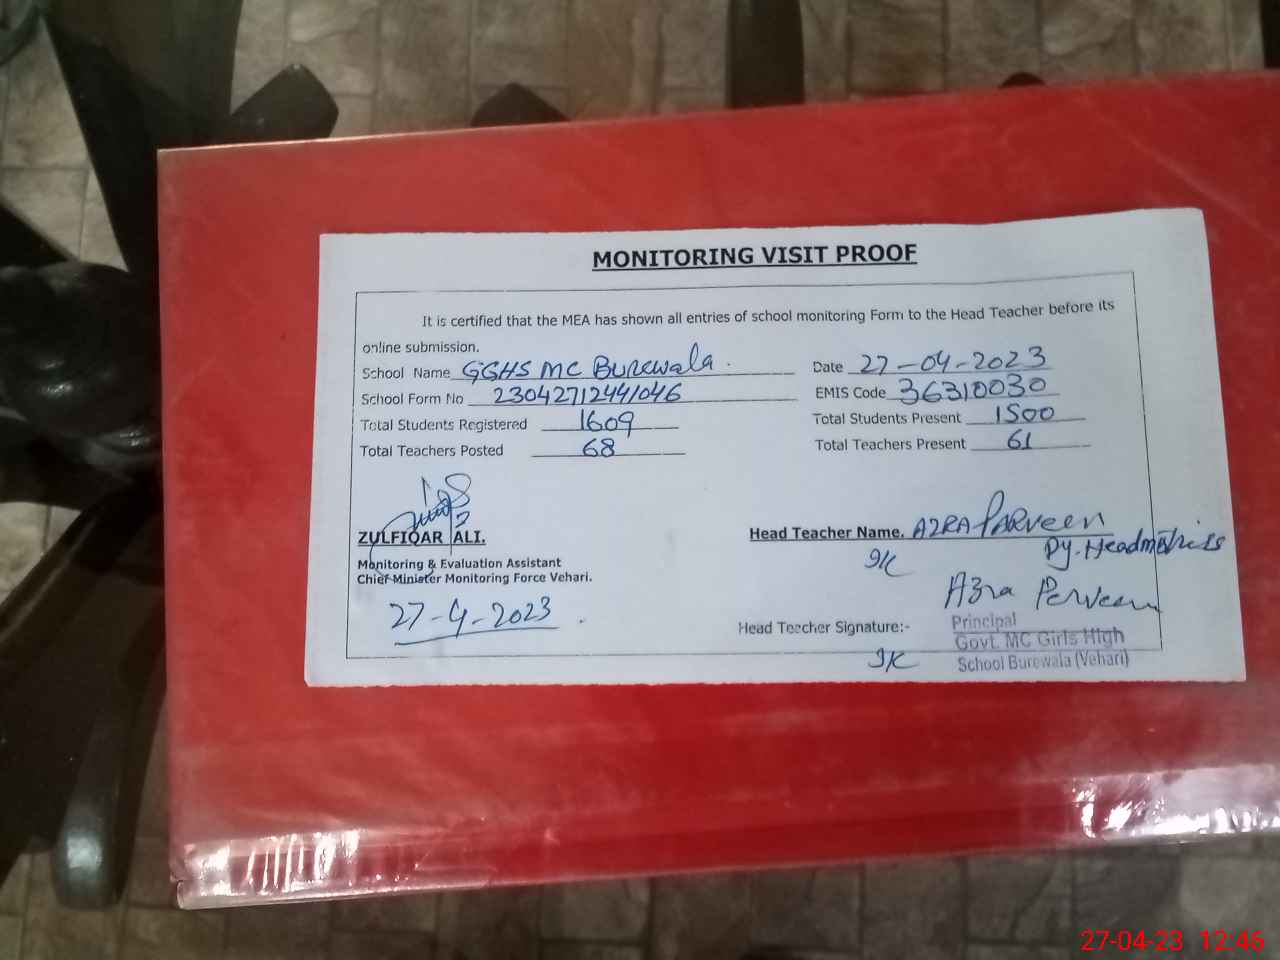 MONITORING VISIT PROOF
It is certified that the MEA has shown all entries of school monitoring Form to the Head Teacher before its
online submission.
School Name GGHS MC Burewala . Date 27-04-2023
School Form No 23042712441046 EMIS Code 36310030
Total Students Registered 1609 Total Students Present 1500
Total Teachers Posted 68 Total Teachers Present 61
ZULFIQAR ALI. Head Teacher Name. AZRA PARVEEN
Dy. Headmistriss
Monitoring & Evaluation Assistant
Chief Minister Monitoring Force Vehari.
27-4-2023 .
Azra Perveen
Head Teacher Signature:- Principal
Govt. MC Girls High
School Burewala (Vehari)
27-04-23 12:46